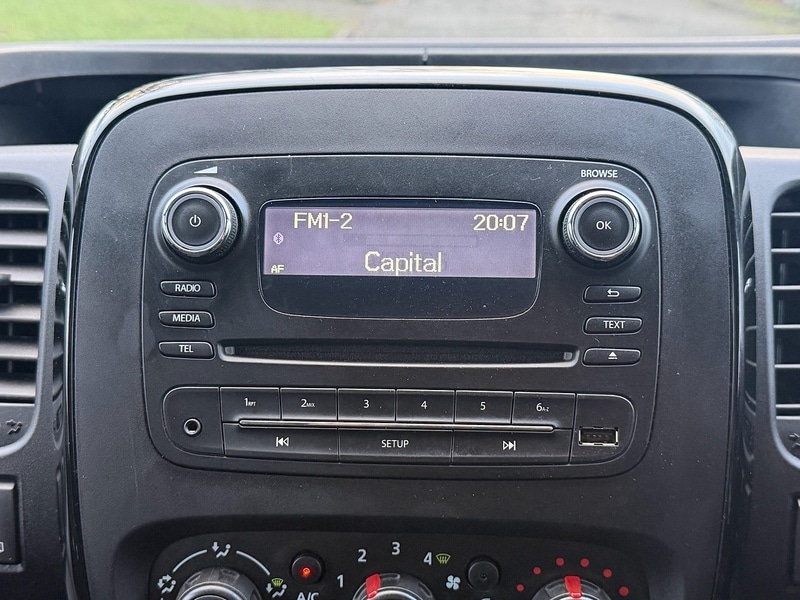 BROWSE
FM1-2 20:07
AF Capital
OK
RADIO
MEDIA
TEXT
TEL
1RPT 2MIX 3 4 5 6A-Z
SETUP
1 2 3 4
A/C